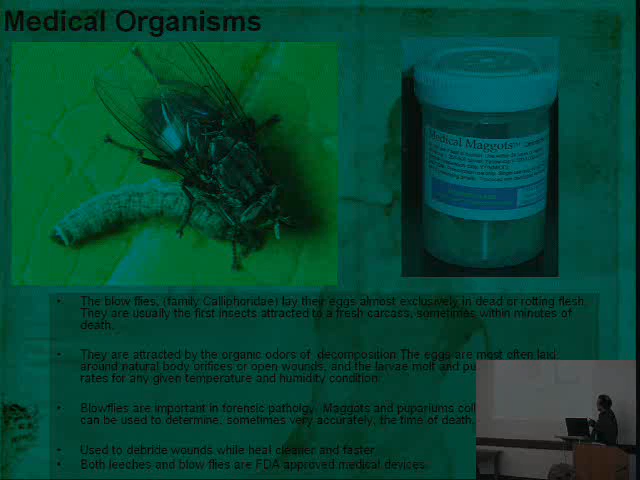 Medical Organisms
Medical Maggots™
• The blow flies, (family Calliphoridae) lay their eggs almost exclusively in dead or rotting flesh.
They are usually the first insects attracted to a fresh carcass, sometimes within minutes of
death.
• They are attracted by the organic odors of decomposition The eggs are most often laid
around natural body orifices or open wounds, and the larvae molt and
rates for any given temperature and humidity condition.
• Blowflies are important in forensic patholgy. Maggots and pupariums
can be used to determine, sometimes very accurately, the time of death.
• Used to debride wounds while heal cleaner and faster
• Both leeches and blow flies are FDA approved medical devices.